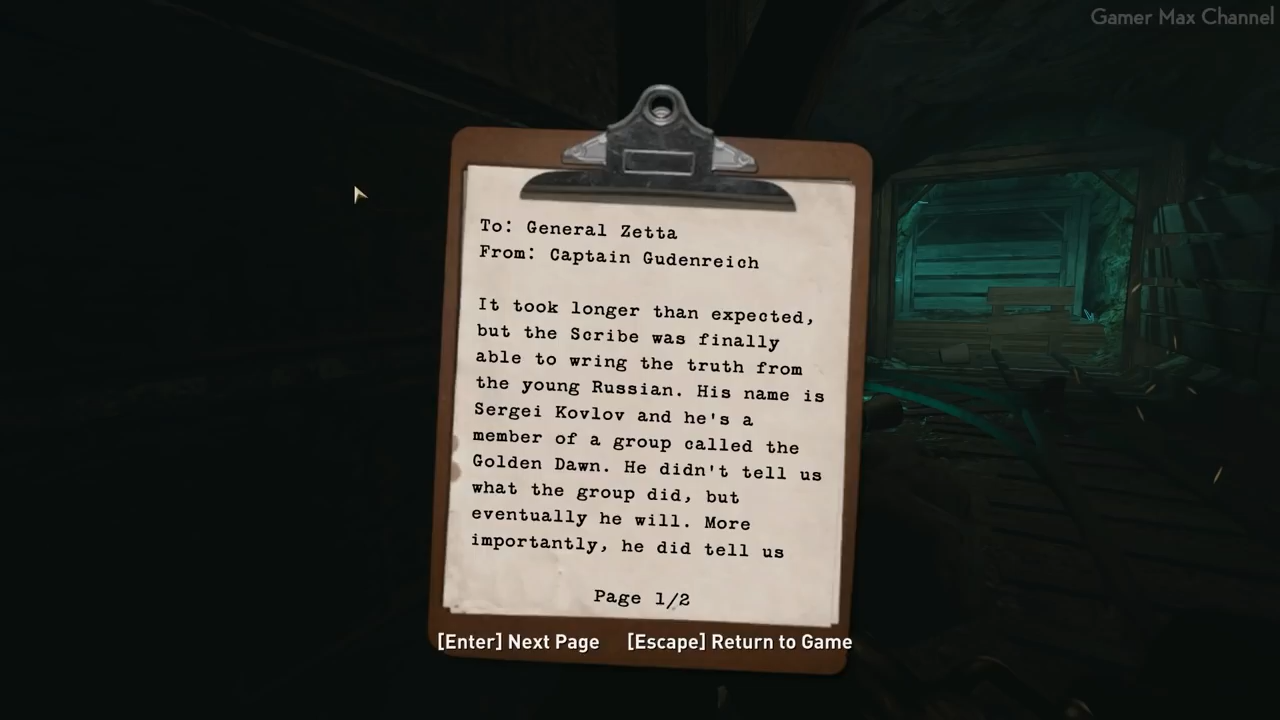 Gamer Max Channel
To: General Zetta
From: Captain Gudenreich
It took longer than expected,
but the Scribe was finally
able to wring the truth from
the young Russian. His name is
Sergei Kovlov and he's a
member of a group called the
Golden Dawn. He didn't tell us
what the group did, but
eventually he will. More
importantly, he did tell us
Page 1/2
[Enter] Next Page [Escape] Return to Game